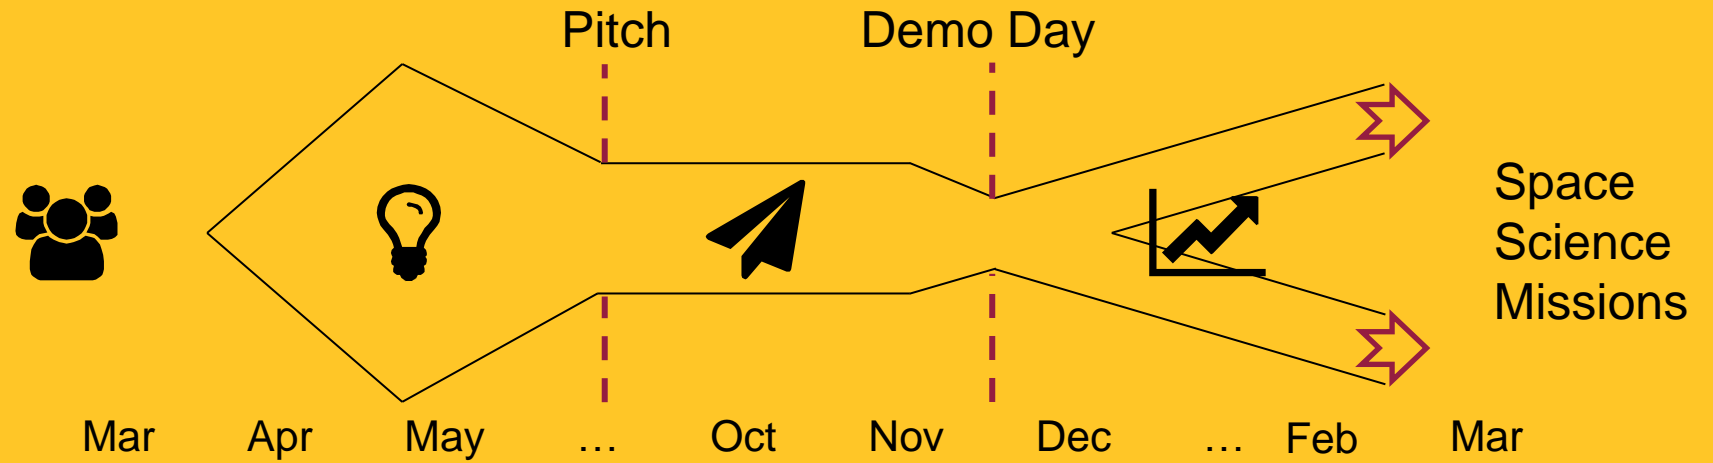 Pitch
Demo Day
Space
Science
Missions
Mar
Apr
May
…
Oct
Nov
Dec
…
Feb
Mar